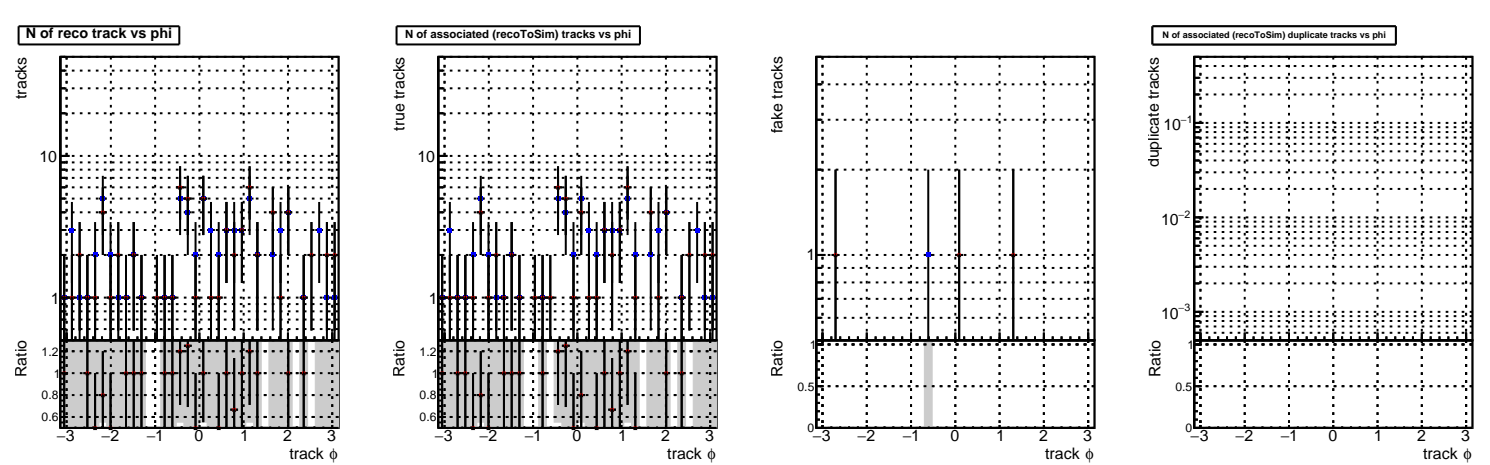 N of reco track vs phi
tracks
10
1
Ratio
1.2
1
0.8
0.6
−3 −2 −1 0 1 2 3
track ϕ
N of associated (recoToSim) tracks vs phi
true tracks
10
1
Ratio
1.2
1
0.8
0.6
−3 −2 −1 0 1 2 3
track ϕ
fake tracks
1
Ratio
1
0.5
0
−3 −2 −1 0 1 2 3
track ϕ
N of associated (recoToSim) duplicate tracks vs phi
duplicate tracks
10−1
10−2
10−3
Ratio
1
0.5
0
−3 −2 −1 0 1 2 3
track ϕ